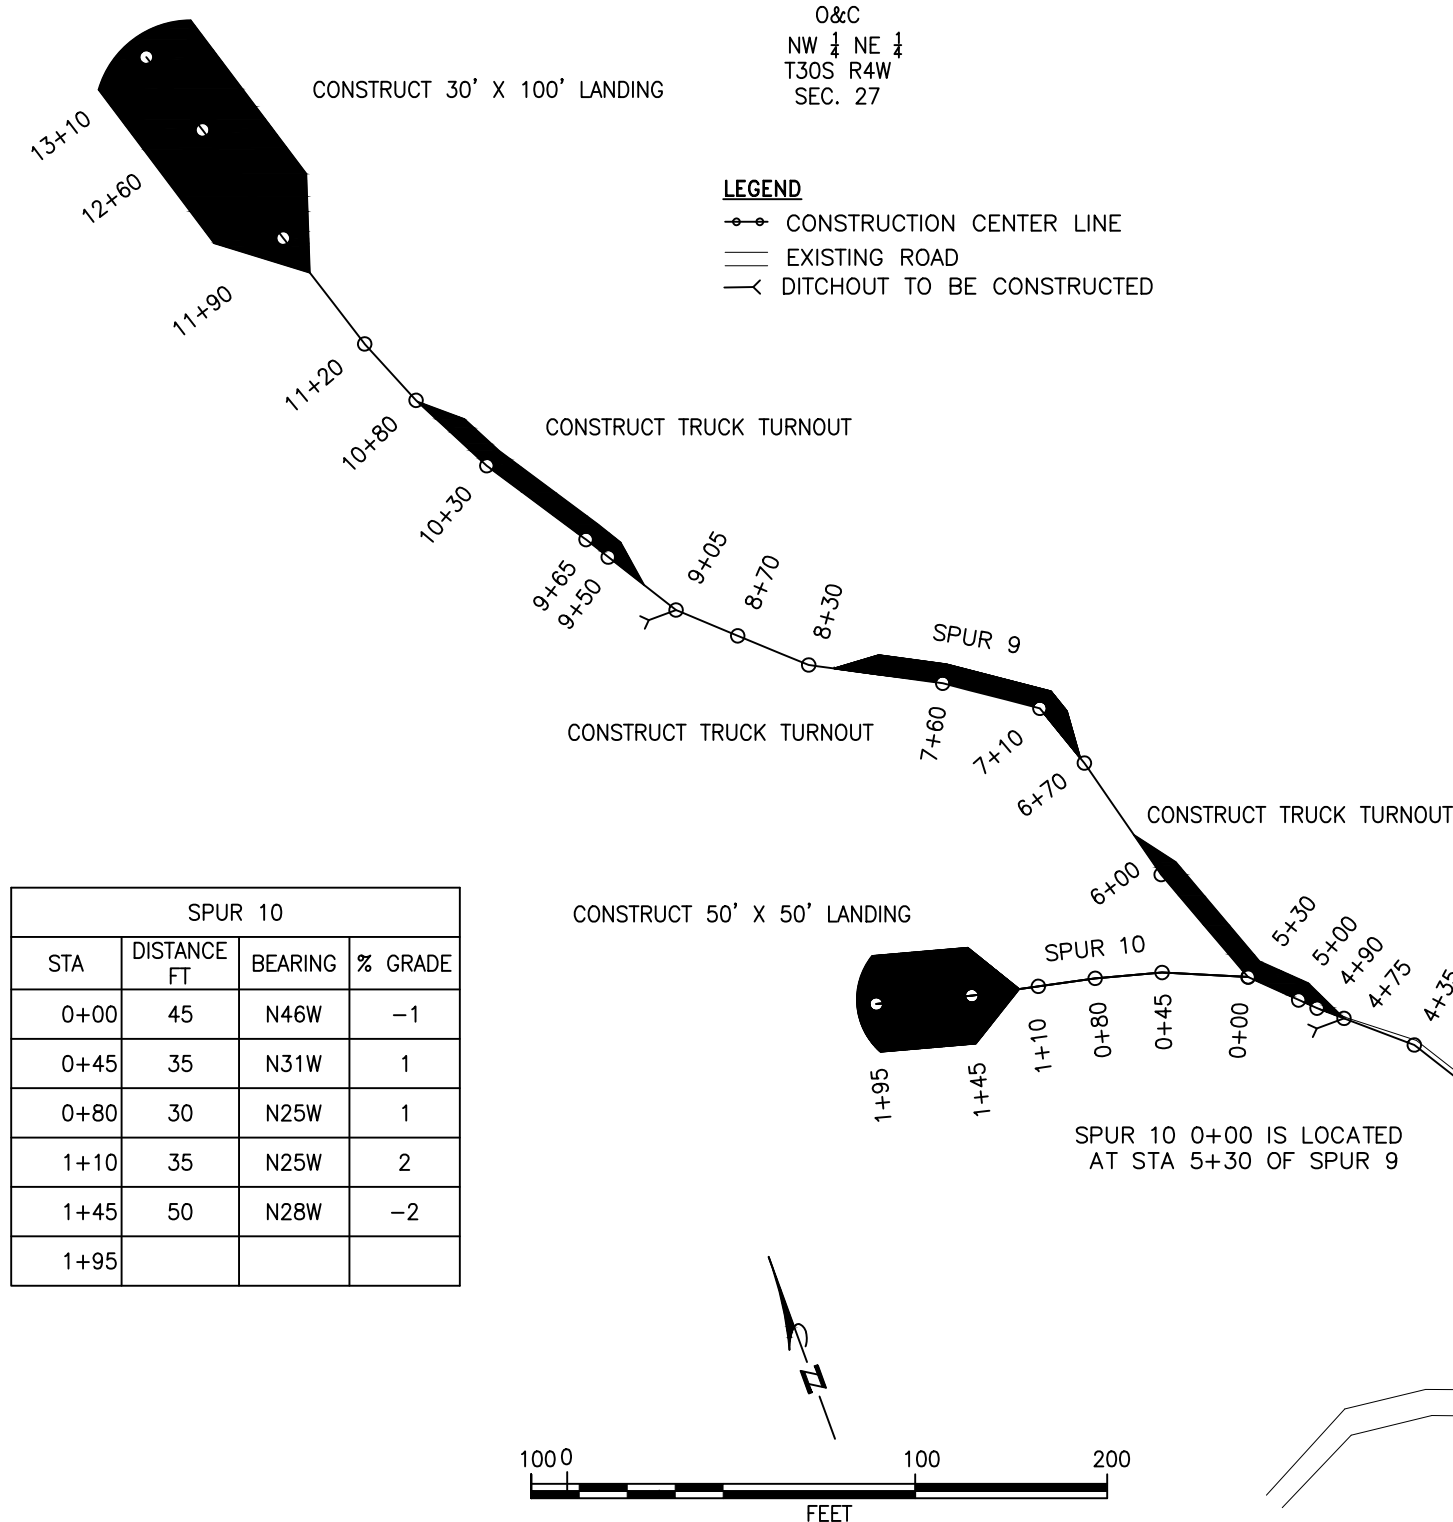 O&C
NW 1/4 NE 1/4
T30S R4W
SEC. 27
CONSTRUCT 30' X 100' LANDING
13+10
12+60
11+90
11+20
10+80
10+30
9+65
9+50
9+05
8+70
8+30
LEGEND
CONSTRUCTION CENTER LINE
EXISTING ROAD
DITCHOUT TO BE CONSTRUCTED
CONSTRUCT TRUCK TURNOUT
SPUR 9
CONSTRUCT TRUCK TURNOUT
7+60
7+10
6+70
CONSTRUCT TRUCK TURNOUT
6+00
5+30
5+00
4+90
4+75
4+35
CONSTRUCT 50' X 50' LANDING
SPUR 10
1+95
1+45
1+10
0+80
0+45
0+00
SPUR 10 0+00 IS LOCATED
AT STA 5+30 OF SPUR 9
SPUR 10
STA DISTANCE FT BEARING % GRADE
0+00 45 N46W -1
0+45 35 N31W 1
0+80 30 N25W 1
1+10 35 N25W 2
1+45 50 N28W -2
1+95
N
100 0 100 200
FEET